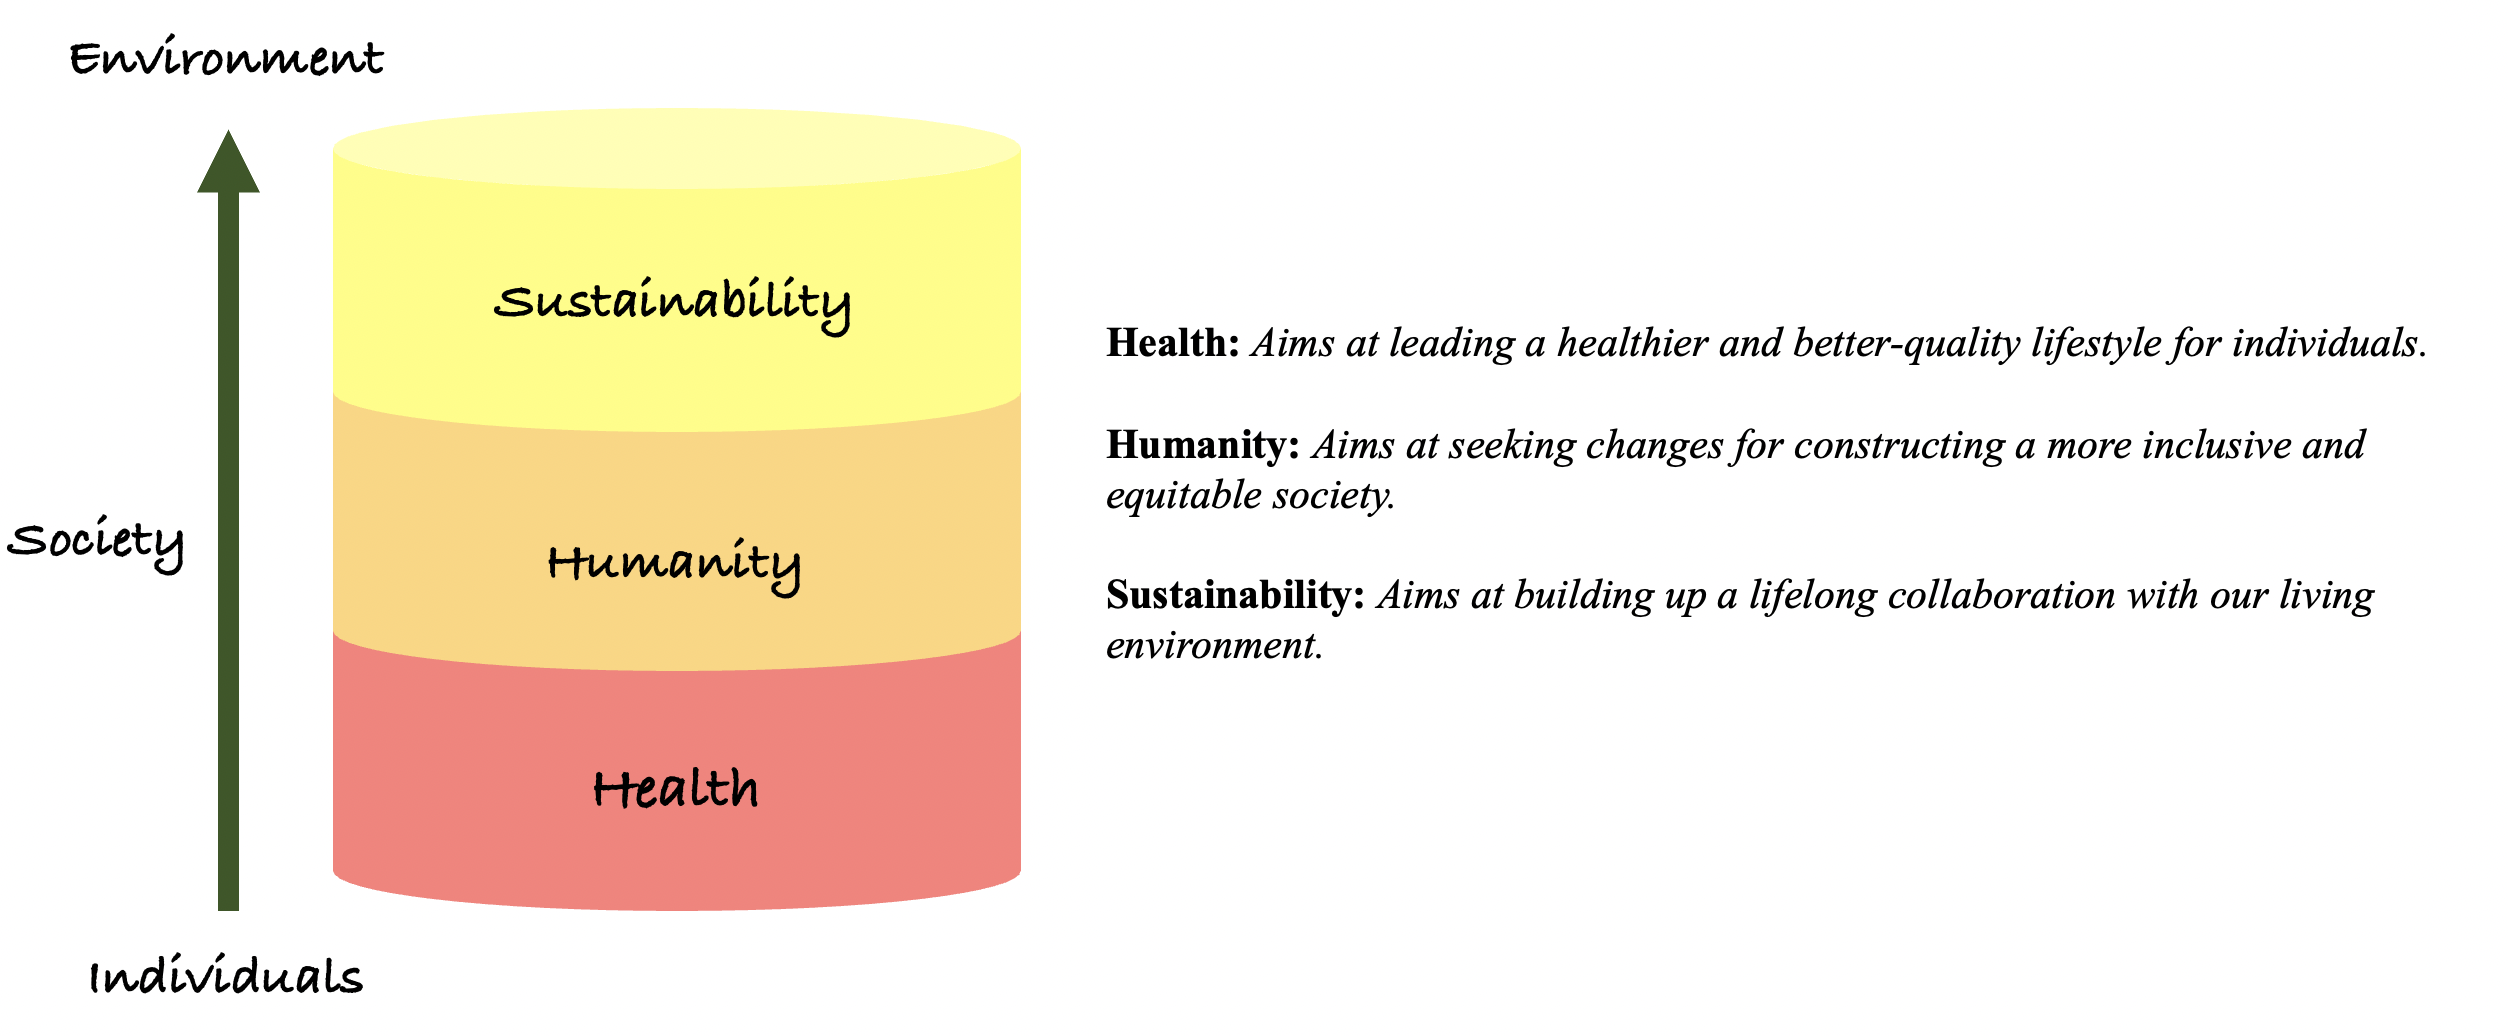 Environment
Sustainability
Society
Humanity
Health
Individuals
Health: Aims at leading a healthier and better-quality lifestyle for individuals.
Humanity: Aims at seeking changes for constructing a more inclusive and
equitable society.
Sustainability: Aims at building up a lifelong collaboration with our living
environment.